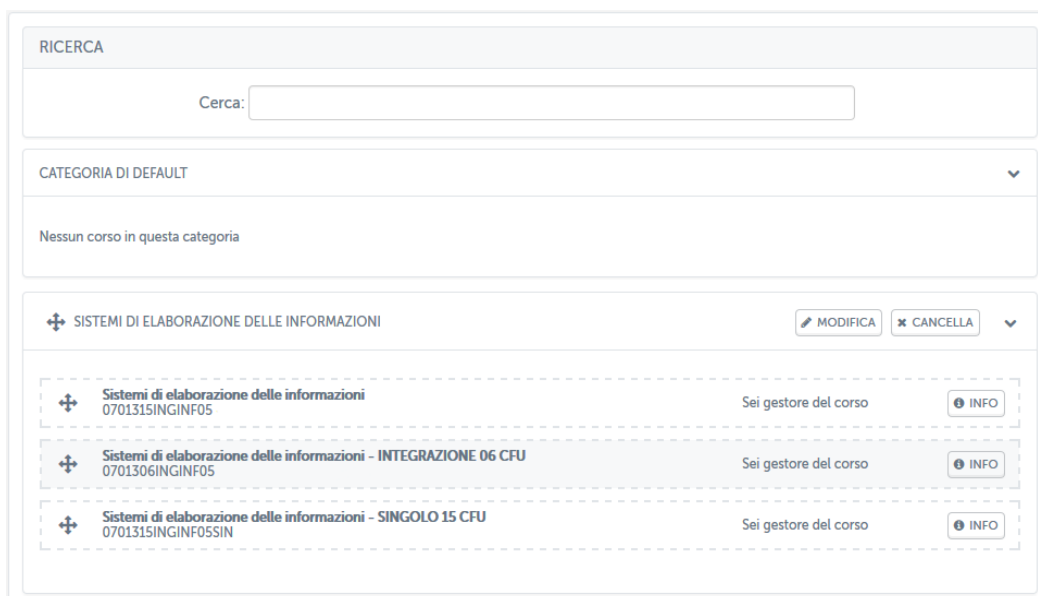 RICERCA
Cerca:
CATEGORIA DI DEFAULT
Nessun corso in questa categoria
SISTEMI DI ELABORAZIONE DELLE INFORMAZIONI MODIFICA CANCELLA
Sistemi di elaborazione delle informazioni
0701315INGINF05
Sei gestore del corso INFO
Sistemi di elaborazione delle informazioni - INTEGRAZIONE 06 CFU
0701306INGINF05
Sei gestore del corso INFO
Sistemi di elaborazione delle informazioni - SINGOLO 15 CFU
0701315INGINF05SIN
Sei gestore del corso INFO